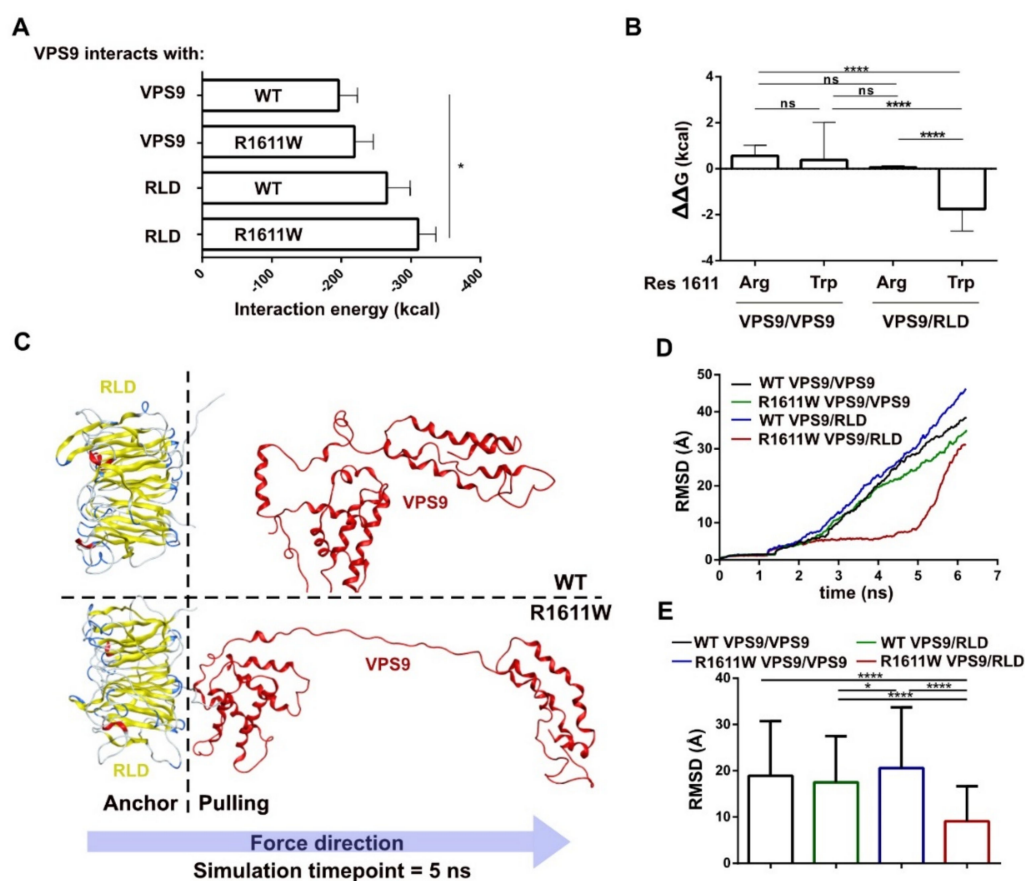 A
VPS9 interacts with:
VPS9
WT
VPS9
R1611W
RLD
WT
RLD
R1611W
*
0
-100
-200
-300
-400
Interaction energy (kcal)
B
****
ns
ns
ns
****
****
4
2
0
-2
-4
ΔΔG (kcal)
Res 1611
Arg
Trp
Arg
Trp
VPS9/VPS9
VPS9/RLD
C
RLD
VPS9
WT
R1611W
VPS9
RLD
Anchor
Pulling
Force direction
Simulation timepoint = 5 ns
D
WT VPS9/VPS9
R1611W VPS9/VPS9
WT VPS9/RLD
R1611W VPS9/RLD
50
40
30
20
10
0
RMSD (Å)
0
1
2
3
4
5
6
7
time (ns)
E
WT VPS9/VPS9
WT VPS9/RLD
R1611W VPS9/VPS9
R1611W VPS9/RLD
****
*
****
****
40
30
20
10
0
RMSD (Å)